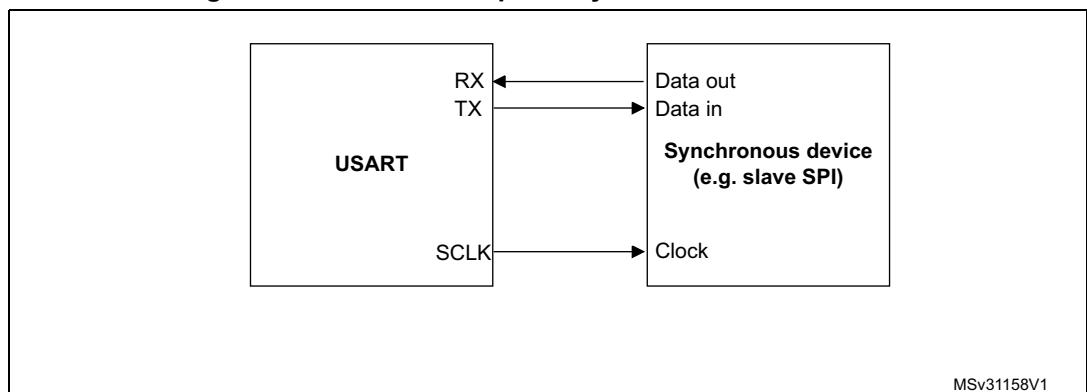 RX
Data out
TX
Data in
USART
Synchronous device
(e.g. slave SPI)
SCLK
Clock
MSv31158V1